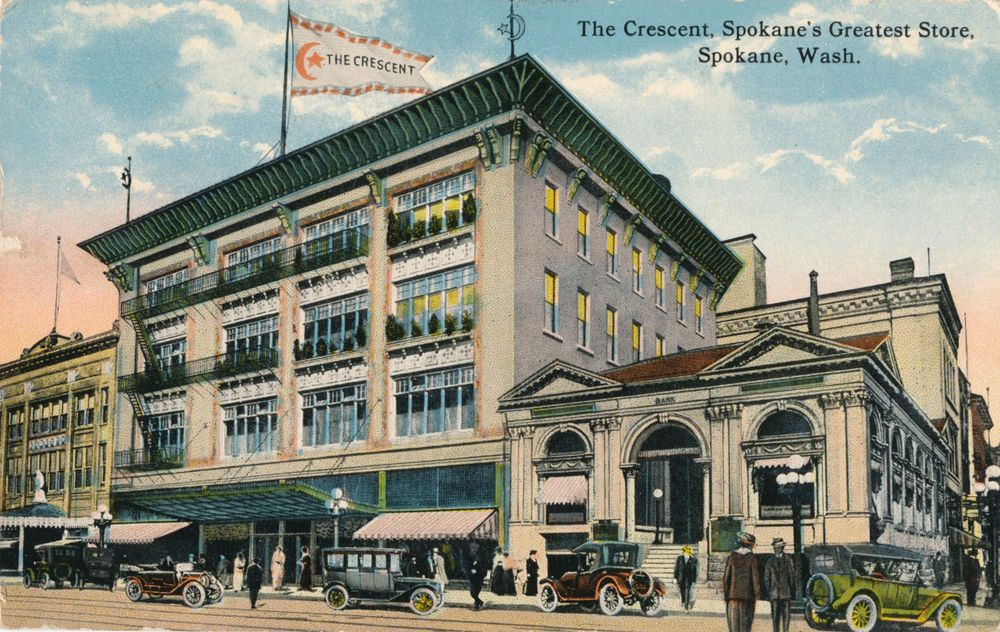 The Crescent, Spokane's Greatest Store,
Spokane, Wash.
THE CRESCENT
BANK